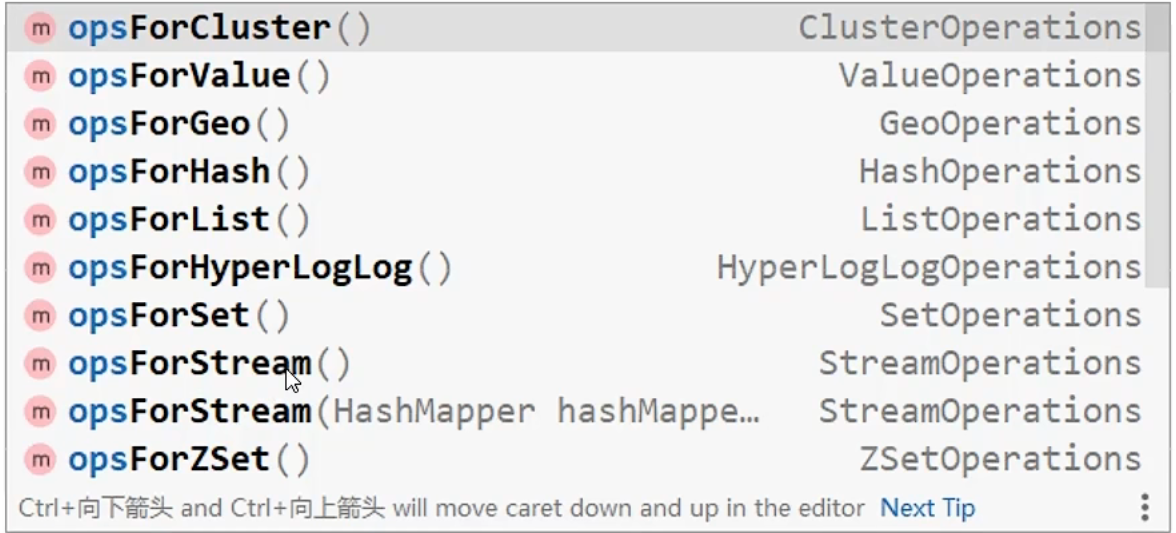 m opsForCluster() ClusterOperations
m opsForValue() ValueOperations
m opsForGeo() GeoOperations
m opsForHash() HashOperations
m opsForList() ListOperations
m opsForHyperLogLog() HyperLogLogOperations
m opsForSet() SetOperations
m opsForStream() StreamOperations
m opsForStream(HashMapper hashMappe… StreamOperations
m opsForZSet() ZSetOperations
Ctrl+向下箭头 and Ctrl+向上箭头 will move caret down and up in the editor Next Tip